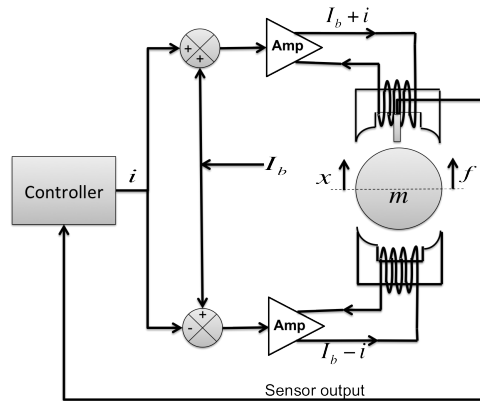 I_b + i
+
+
Amp
Controller
i
I_b
x
f
m
+
-
Amp
I_b − i
Sensor output